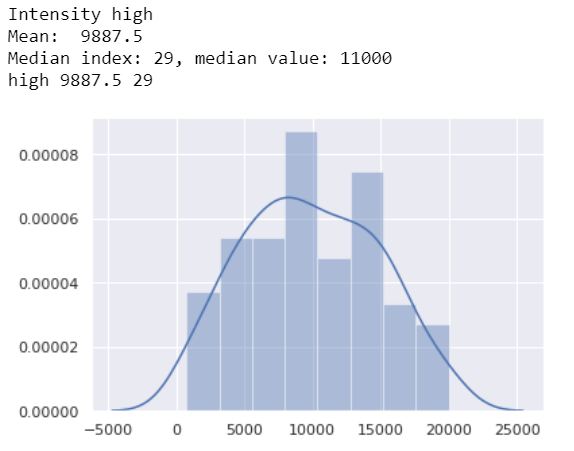 Intensity high
Mean:  9887.5
Median index: 29, median value: 11000
high 9887.5 29
0.00008
0.00006
0.00004
0.00002
0.00000
−5000 0 5000 10000 15000 20000 25000